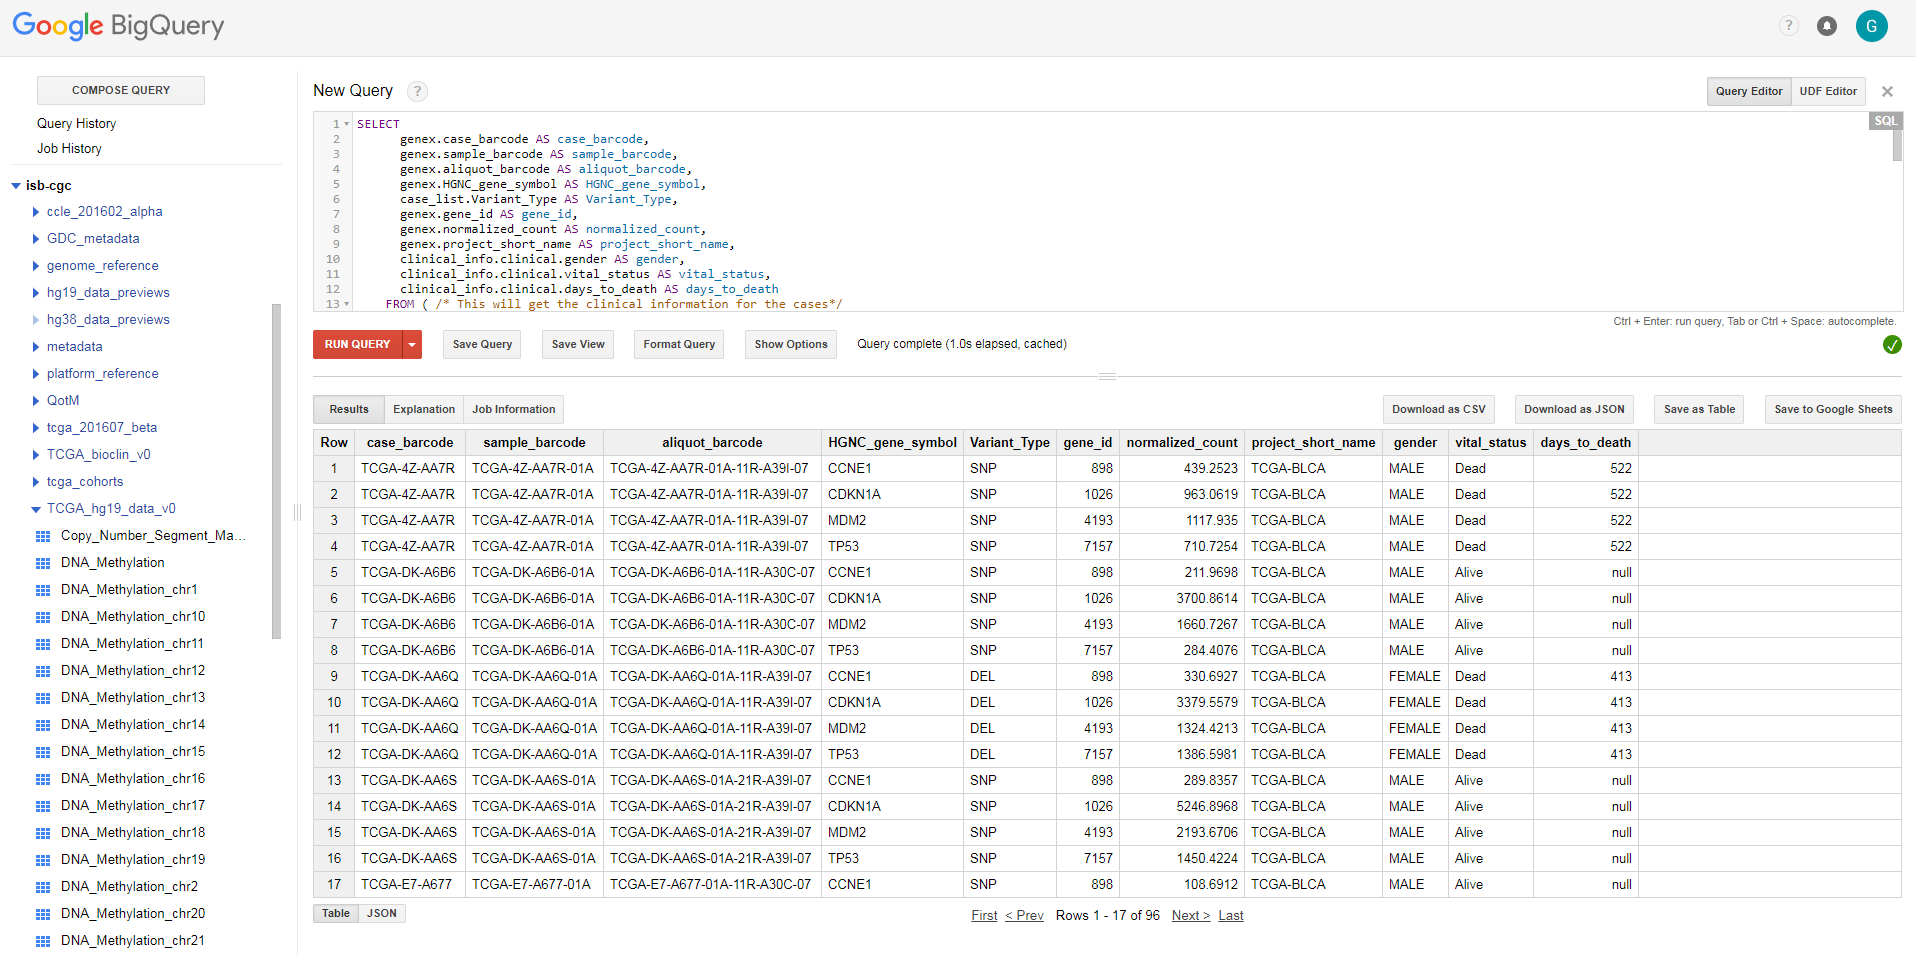 Google BigQuery
? G
COMPOSE QUERY
Query History
Job History
isb-cgc
ccle_201602_alpha
GDC_metadata
genome_reference
hg19_data_previews
hg38_data_previews
metadata
platform_reference
QotM
tcga_201607_beta
TCGA_bioclin_v0
tcga_cohorts
TCGA_hg19_data_v0
Copy_Number_Segment_Ma...
DNA_Methylation
DNA_Methylation_chr1
DNA_Methylation_chr10
DNA_Methylation_chr11
DNA_Methylation_chr12
DNA_Methylation_chr13
DNA_Methylation_chr14
DNA_Methylation_chr15
DNA_Methylation_chr16
DNA_Methylation_chr17
DNA_Methylation_chr18
DNA_Methylation_chr19
DNA_Methylation_chr2
DNA_Methylation_chr20
DNA_Methylation_chr21
New Query ? Query Editor UDF Editor
SQL
1 SELECT
2 genex.case_barcode AS case_barcode,
3 genex.sample_barcode AS sample_barcode,
4 genex.aliquot_barcode AS aliquot_barcode,
5 genex.HGNC_gene_symbol AS HGNC_gene_symbol,
6 case_list.Variant_Type AS Variant_Type,
7 genex.gene_id AS gene_id,
8 genex.normalized_count AS normalized_count,
9 genex.project_short_name AS project_short_name,
10 clinical_info.clinical.gender AS gender,
11 clinical_info.clinical.vital_status AS vital_status,
12 clinical_info.clinical.days_to_death AS days_to_death
13 FROM ( /* This will get the clinical information for the cases*/
Ctrl + Enter: run query, Tab or Ctrl + Space: autocomplete.
RUN QUERY Save Query Save View Format Query Show Options Query complete (1.0s elapsed, cached)
Results Explanation Job Information Download as CSV Download as JSON Save as Table Save to Google Sheets
Row case_barcode sample_barcode aliquot_barcode HGNC_gene_symbol Variant_Type gene_id normalized_count project_short_name gender vital_status days_to_death
1 TCGA-4Z-AA7R TCGA-4Z-AA7R-01A TCGA-4Z-AA7R-01A-11R-A39I-07 CCNE1 SNP 898 439.2523 TCGA-BLCA MALE Dead 522
2 TCGA-4Z-AA7R TCGA-4Z-AA7R-01A TCGA-4Z-AA7R-01A-11R-A39I-07 CDKN1A SNP 1026 963.0619 TCGA-BLCA MALE Dead 522
3 TCGA-4Z-AA7R TCGA-4Z-AA7R-01A TCGA-4Z-AA7R-01A-11R-A39I-07 MDM2 SNP 4193 1117.935 TCGA-BLCA MALE Dead 522
4 TCGA-4Z-AA7R TCGA-4Z-AA7R-01A TCGA-4Z-AA7R-01A-11R-A39I-07 TP53 SNP 7157 710.7254 TCGA-BLCA MALE Dead 522
5 TCGA-DK-A6B6 TCGA-DK-A6B6-01A TCGA-DK-A6B6-01A-11R-A30C-07 CCNE1 SNP 898 211.9698 TCGA-BLCA MALE Alive null
6 TCGA-DK-A6B6 TCGA-DK-A6B6-01A TCGA-DK-A6B6-01A-11R-A30C-07 CDKN1A SNP 1026 3700.8614 TCGA-BLCA MALE Alive null
7 TCGA-DK-A6B6 TCGA-DK-A6B6-01A TCGA-DK-A6B6-01A-11R-A30C-07 MDM2 SNP 4193 1660.7267 TCGA-BLCA MALE Alive null
8 TCGA-DK-A6B6 TCGA-DK-A6B6-01A TCGA-DK-A6B6-01A-11R-A30C-07 TP53 SNP 7157 284.4076 TCGA-BLCA MALE Alive null
9 TCGA-DK-AA6Q TCGA-DK-AA6Q-01A TCGA-DK-AA6Q-01A-11R-A39I-07 CCNE1 DEL 898 330.6927 TCGA-BLCA FEMALE Dead 413
10 TCGA-DK-AA6Q TCGA-DK-AA6Q-01A TCGA-DK-AA6Q-01A-11R-A39I-07 CDKN1A DEL 1026 3379.5579 TCGA-BLCA FEMALE Dead 413
11 TCGA-DK-AA6Q TCGA-DK-AA6Q-01A TCGA-DK-AA6Q-01A-11R-A39I-07 MDM2 DEL 4193 1324.4213 TCGA-BLCA FEMALE Dead 413
12 TCGA-DK-AA6Q TCGA-DK-AA6Q-01A TCGA-DK-AA6Q-01A-11R-A39I-07 TP53 DEL 7157 1386.5981 TCGA-BLCA FEMALE Dead 413
13 TCGA-DK-AA6S TCGA-DK-AA6S-01A TCGA-DK-AA6S-01A-21R-A39I-07 CCNE1 SNP 898 289.8357 TCGA-BLCA MALE Alive null
14 TCGA-DK-AA6S TCGA-DK-AA6S-01A TCGA-DK-AA6S-01A-21R-A39I-07 CDKN1A SNP 1026 5246.8968 TCGA-BLCA MALE Alive null
15 TCGA-DK-AA6S TCGA-DK-AA6S-01A TCGA-DK-AA6S-01A-21R-A39I-07 MDM2 SNP 4193 2193.6706 TCGA-BLCA MALE Alive null
16 TCGA-DK-AA6S TCGA-DK-AA6S-01A TCGA-DK-AA6S-01A-21R-A39I-07 TP53 SNP 7157 1450.4224 TCGA-BLCA MALE Alive null
17 TCGA-E7-A677 TCGA-E7-A677-01A TCGA-E7-A677-01A-11R-A30C-07 CCNE1 SNP 898 108.6912 TCGA-BLCA MALE Alive null
Table JSON First < Prev Rows 1 - 17 of 96 Next > Last